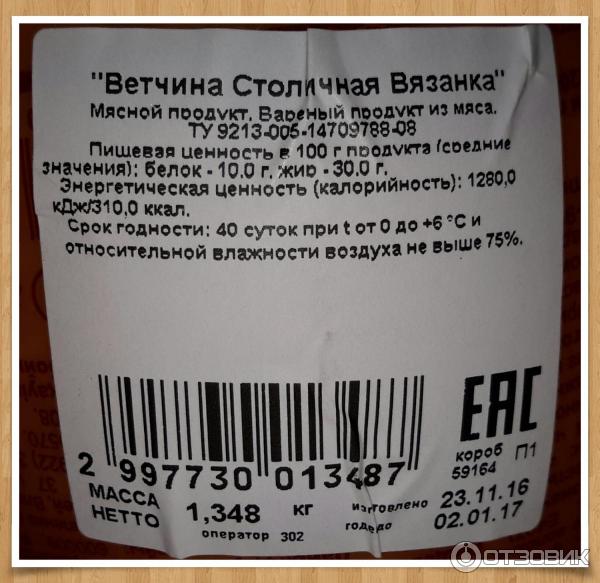 "Ветчина Столичная Вязанка"
Мясной продукт. Вареный продукт из мяса.
ТУ 9213-005-14709788-08
Пищевая ценность в 100 г продукта (средние
значения): белок - 10.0 г. жир - 30.0 г.
Энергетическая ценность (калорийность): 1280,0
кДж/310,0 ккал.
Срок годности: 40 суток при t от 0 до +6 °С и
относительной влажности воздуха не выше 75%.
EAC
2 997730 013487
короб П1
59164
МАССА
НЕТТО 1,348 кг
изготовлено 23.11.16
годе до 02.01.17
оператор 302
ОТЗОВИК